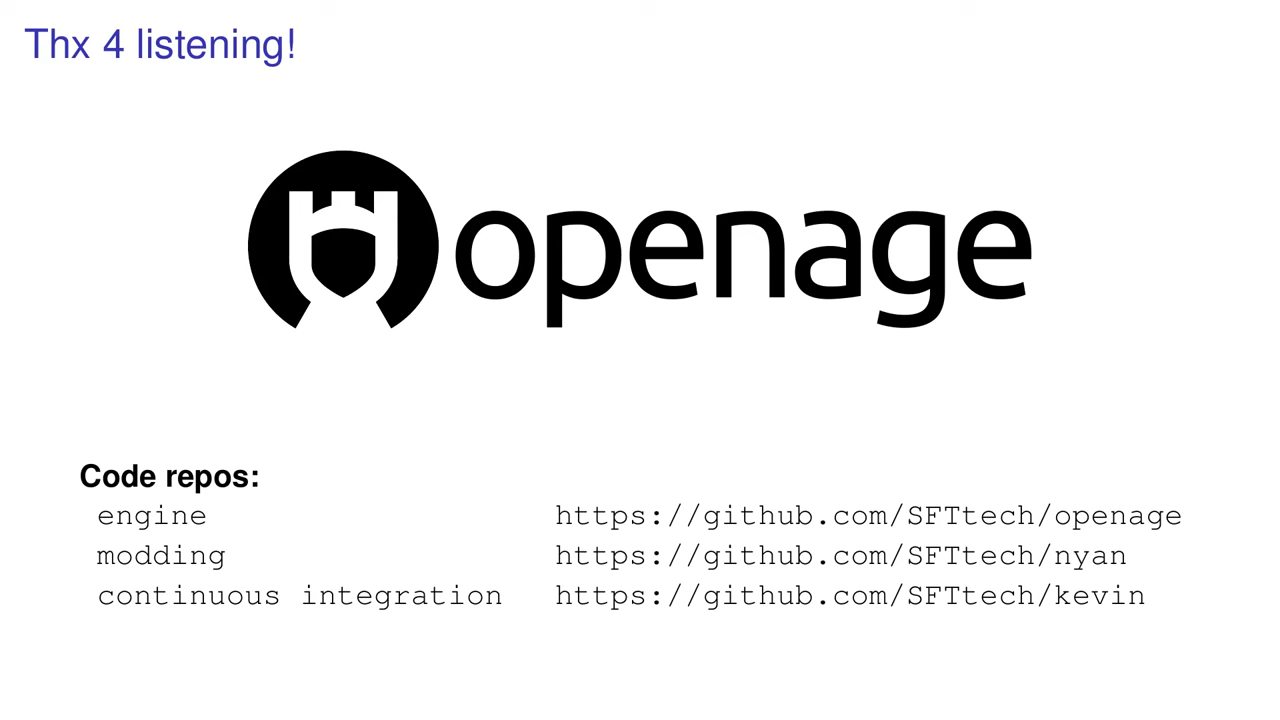 Thx 4 listening!
openage
Code repos:
engine https://github.com/SFTtech/openage
modding https://github.com/SFTtech/nyan
continuous integration https://github.com/SFTtech/kevin